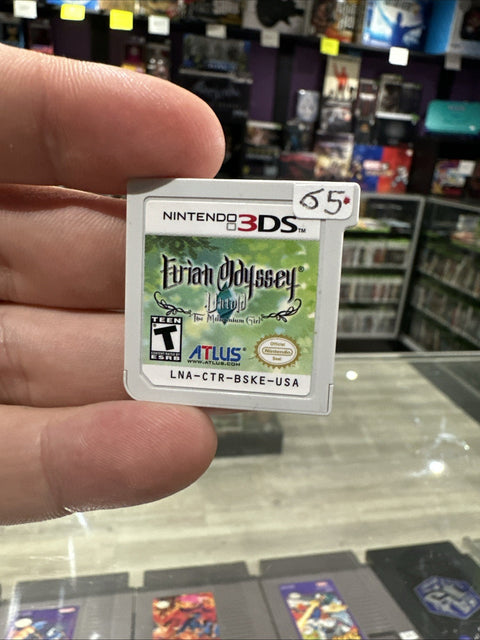 65.
NINTENDO 3DS™
Etrian Odyssey®
Untold
The Millennium Girl
TEEN
T
ESRB
ATLUS®
WWW.ATLUS.COM
Official
Nintendo
Seal
LNA-CTR-BSKE-USA